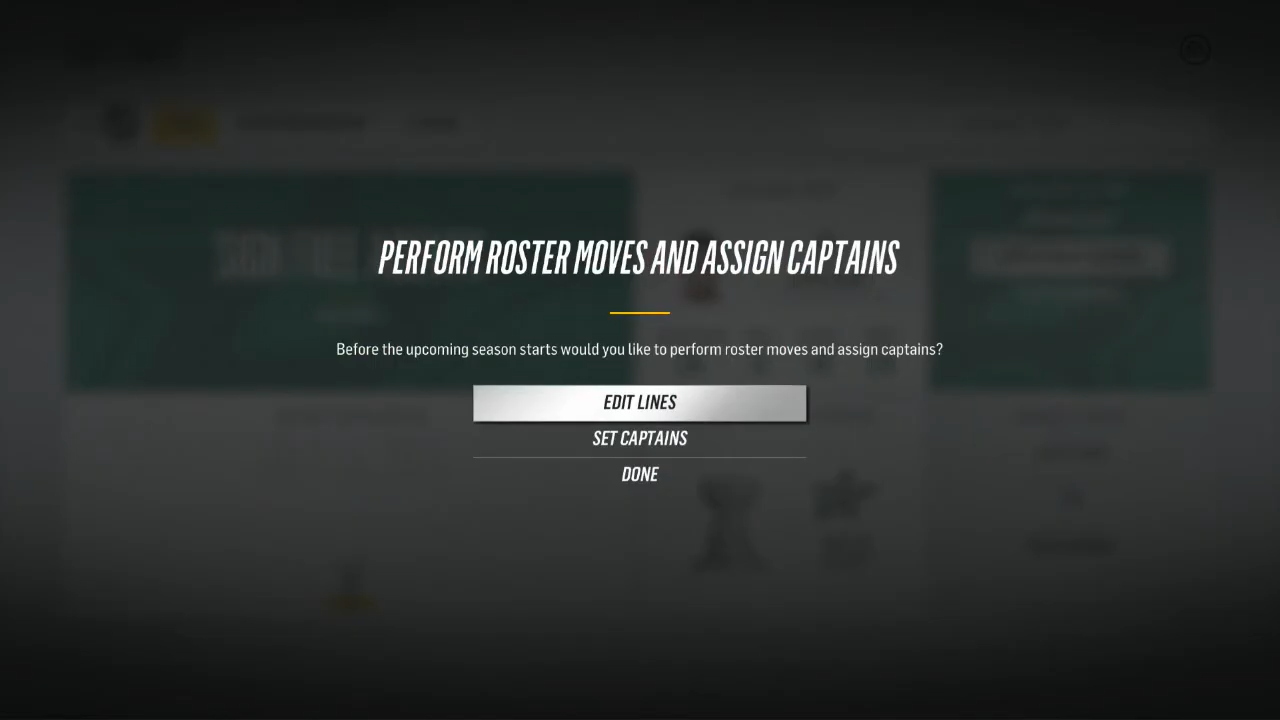 PERFORM ROSTER MOVES AND ASSIGN CAPTAINS
Before the upcoming season starts would you like to perform roster moves and assign captains?
EDIT LINES
SET CAPTAINS
DONE